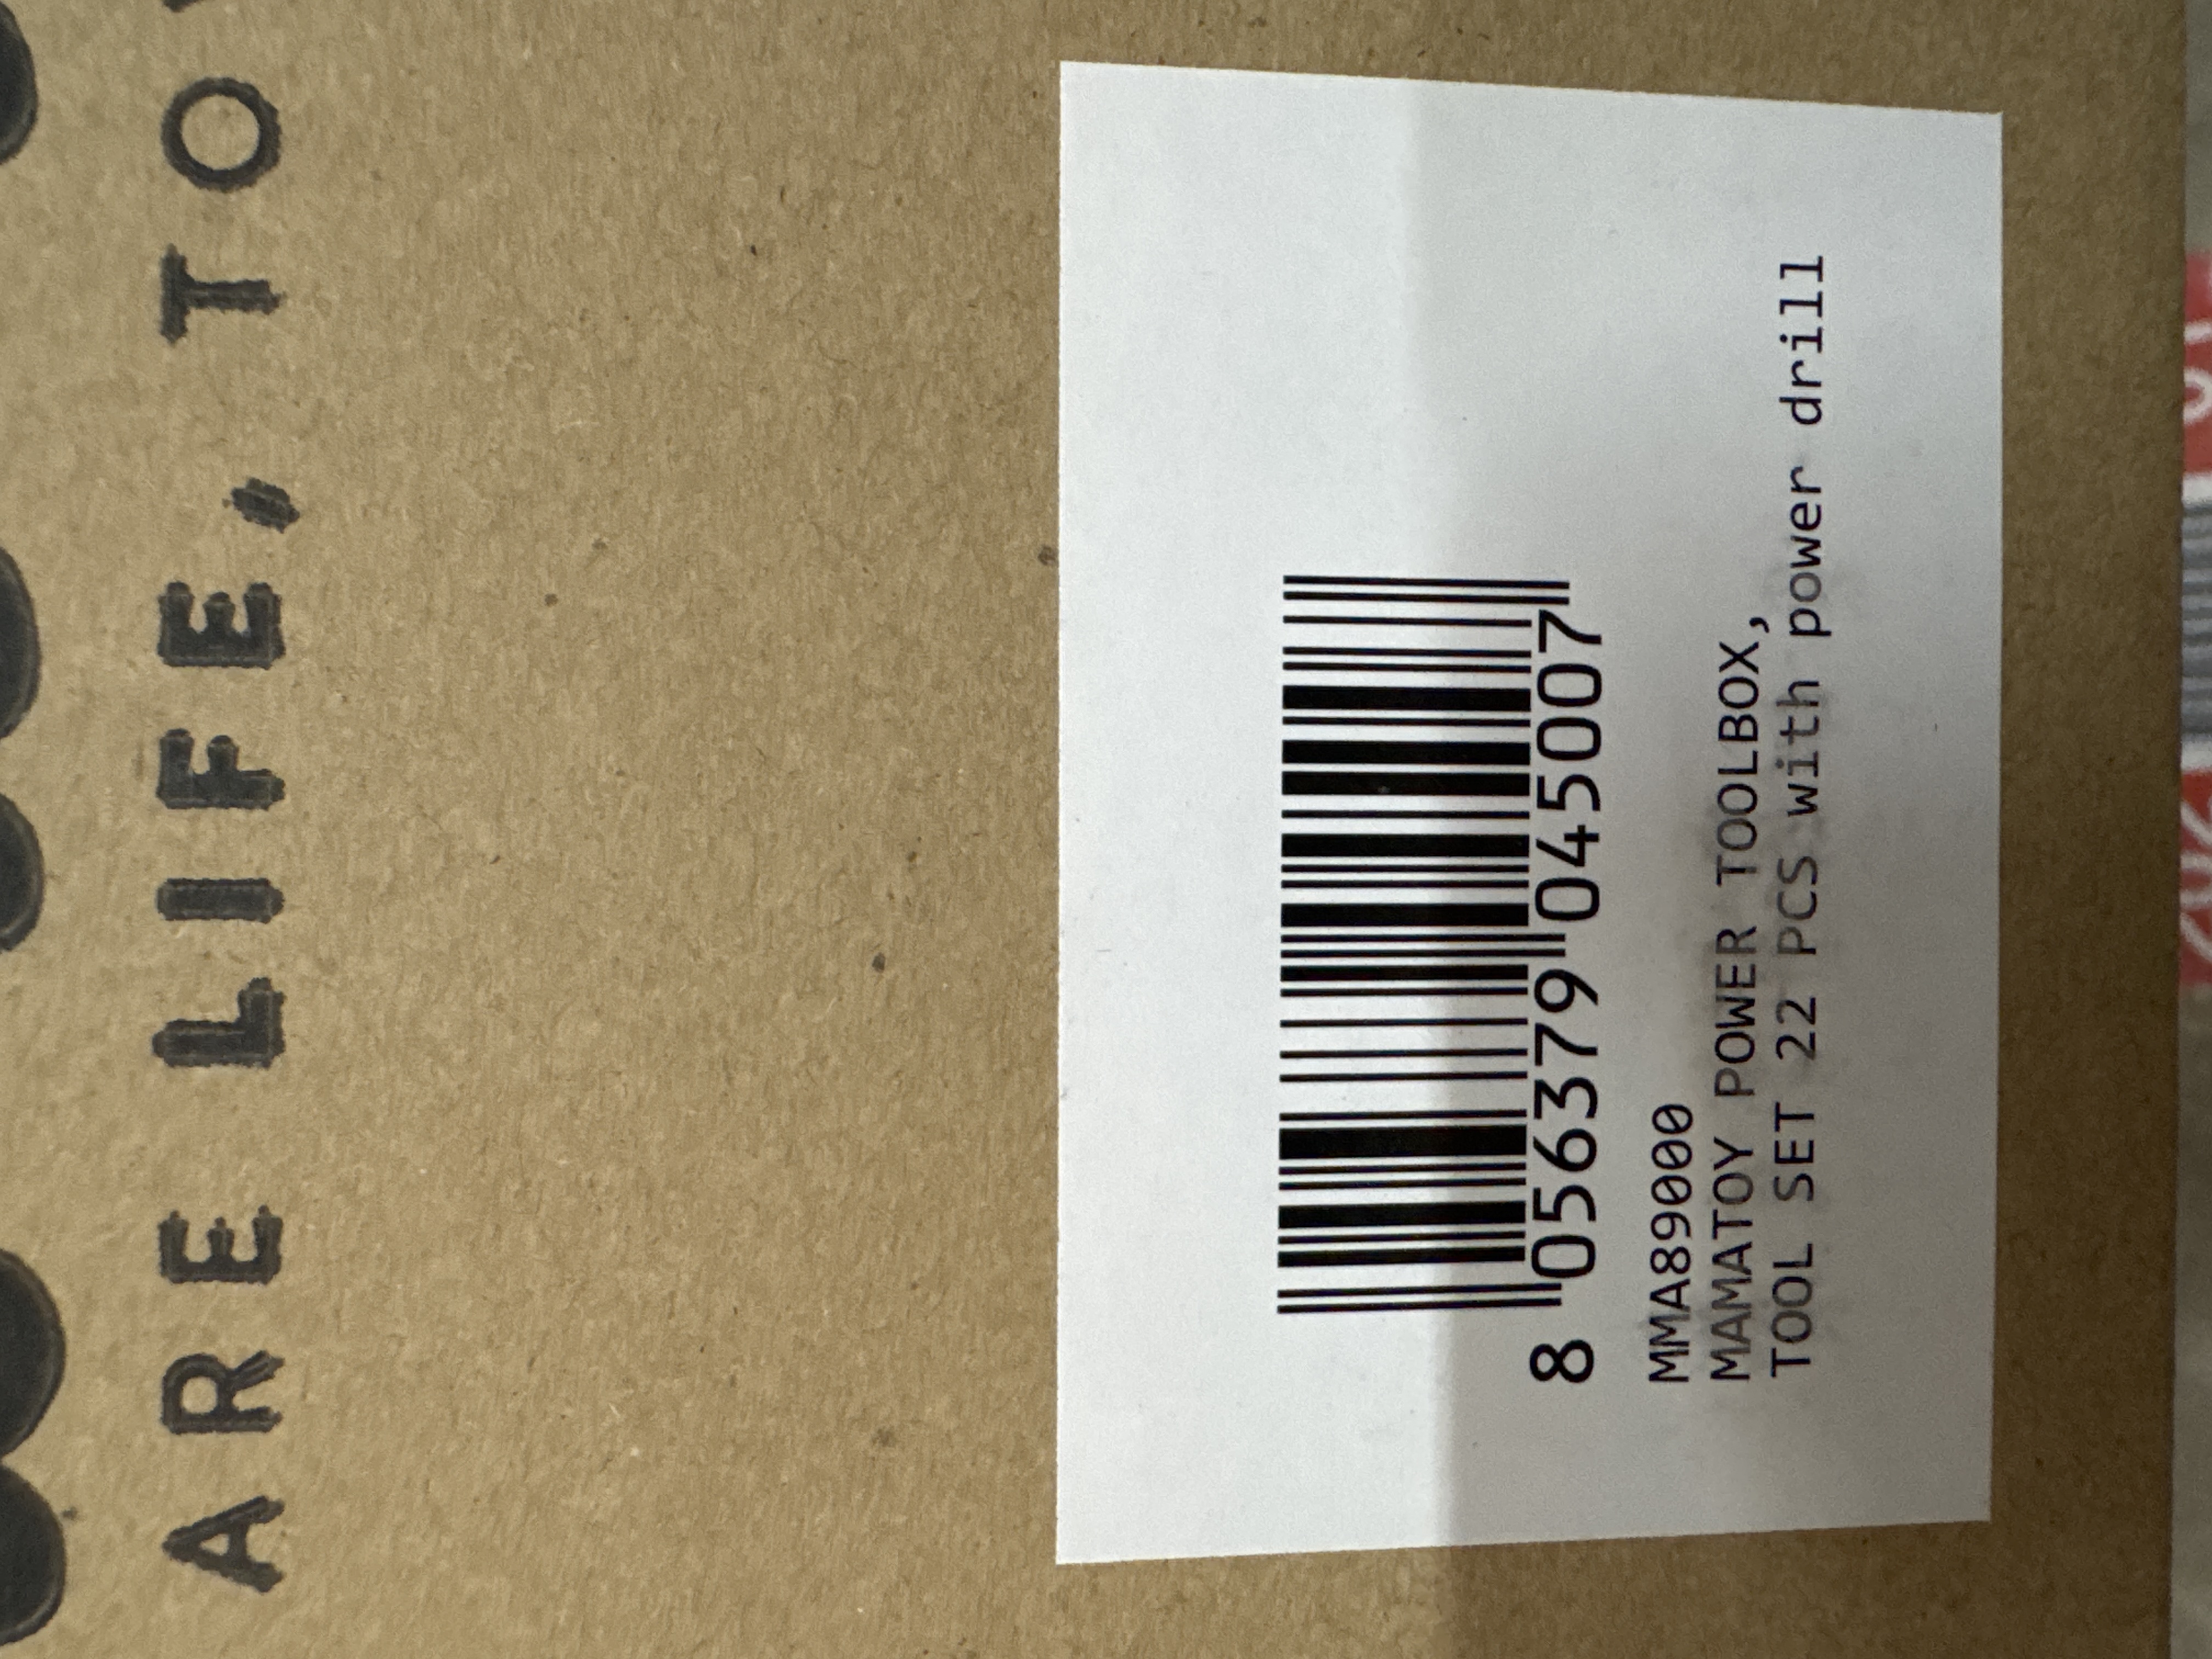 ARE LIFE, TO
8 056379 045007
MMA89000
MAMATOY POWER TOOLBOX,
TOOL SET 22 PCS with power drill